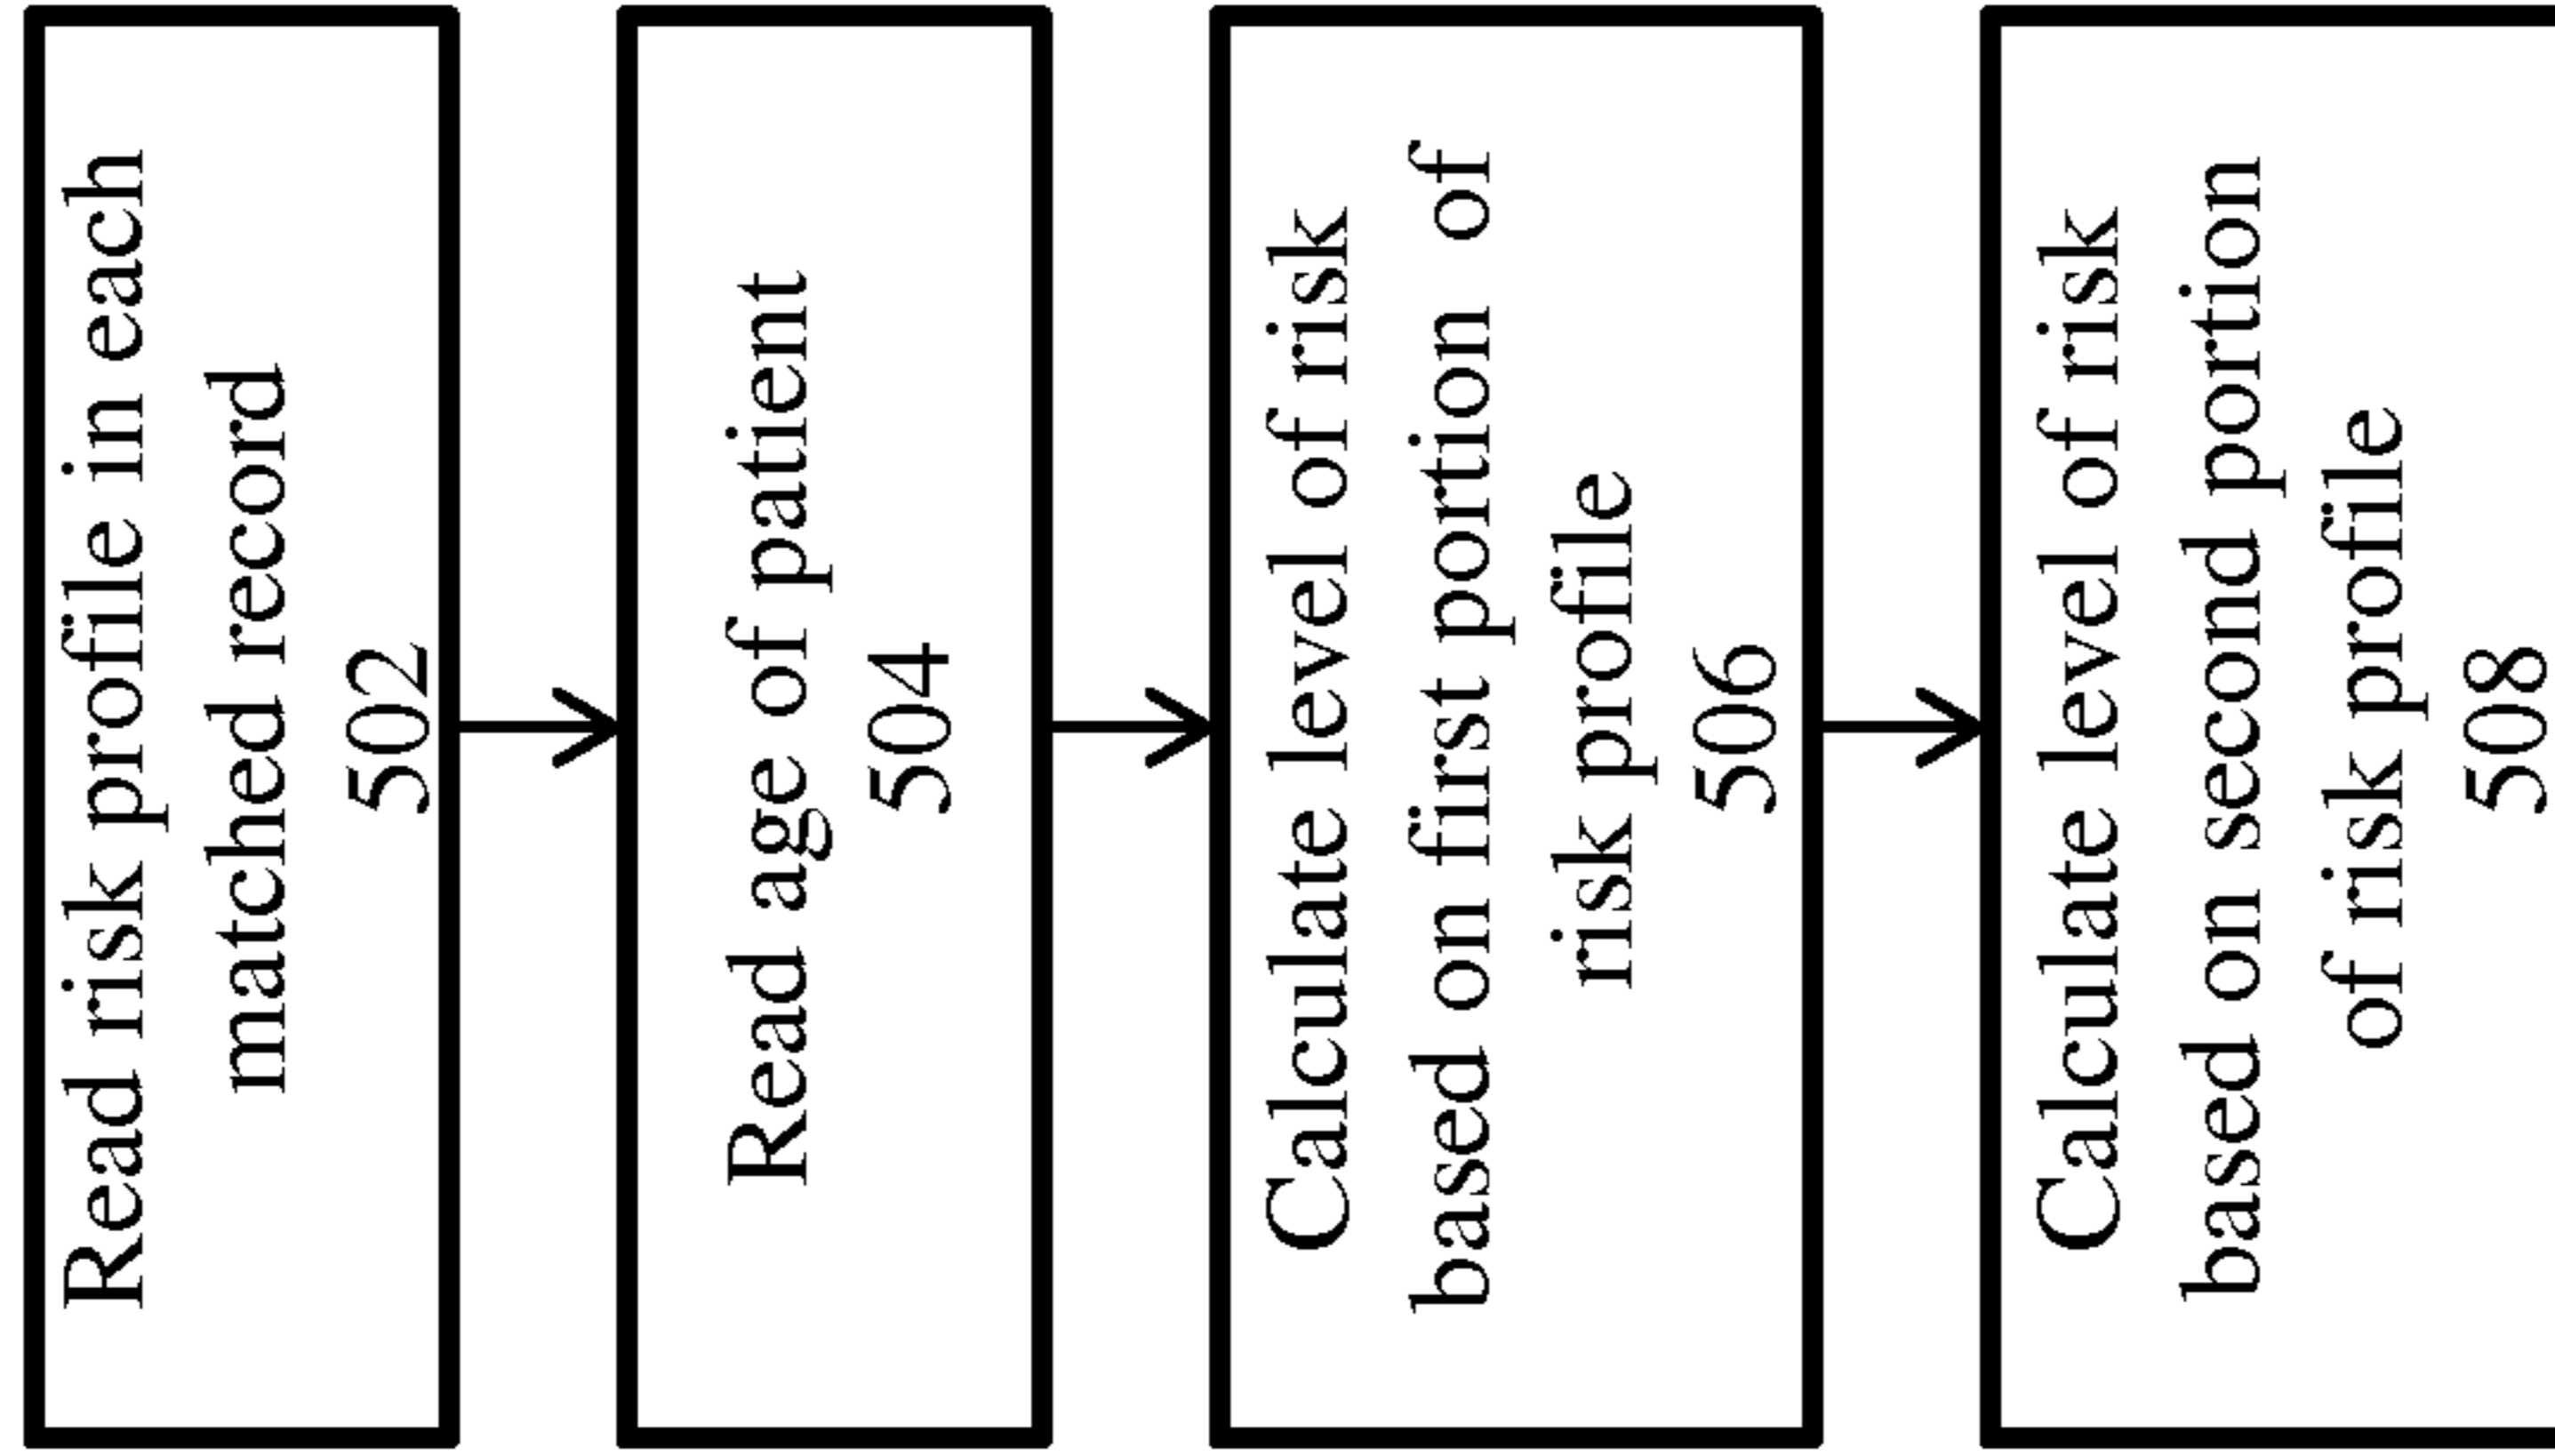 Read risk profile in each
matched record
502
Read age of patient
504
Calculate level of risk
based on first portion of
risk profile
506
Calculate level of risk
based on second portion
of risk profile
508